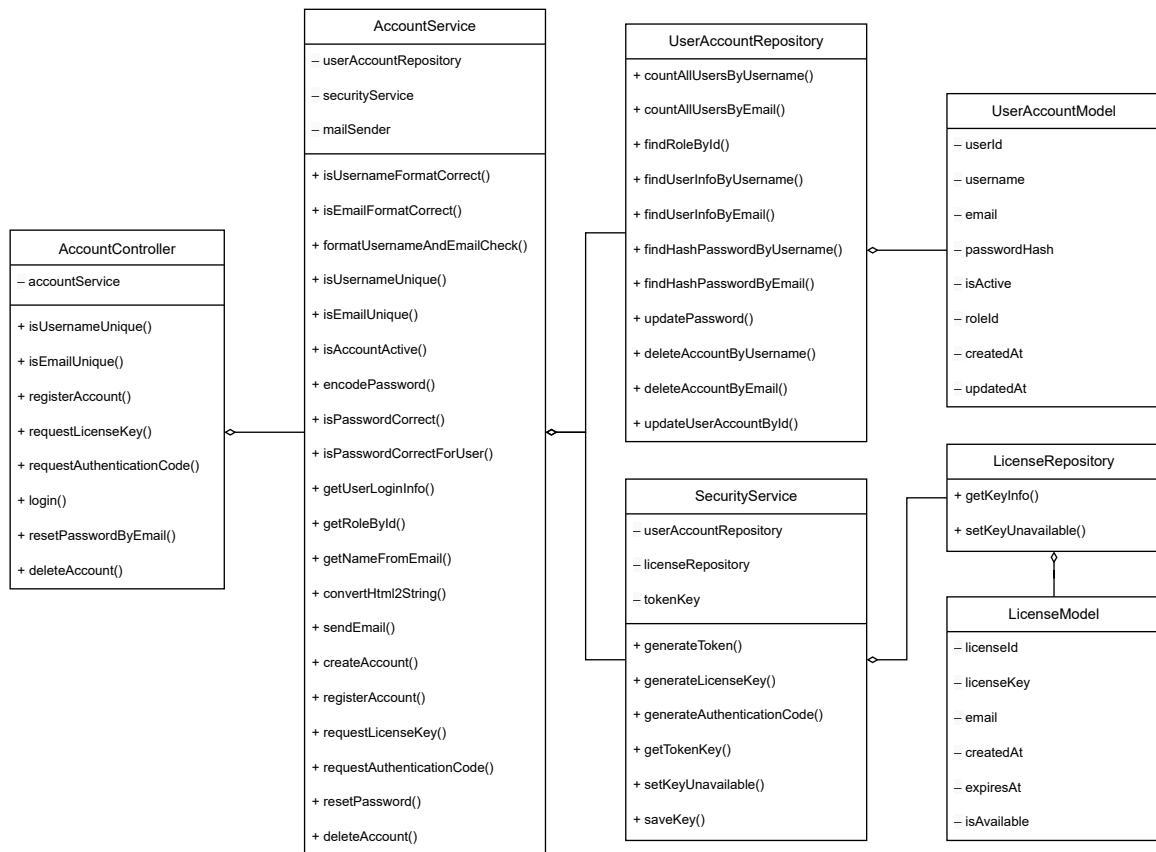 AccountController
– accountService
+ isUsernameUnique()
+ isEmailUnique()
+ registerAccount()
+ requestLicenseKey()
+ requestAuthenticationCode()
+ login()
+ resetPasswordByEmail()
+ deleteAccount()
AccountService
– userAccountRepository
– securityService
– mailSender
+ isUsernameFormatCorrect()
+ isEmailFormatCorrect()
+ formatUsernameAndEmailCheck()
+ isUsernameUnique()
+ isEmailUnique()
+ isAccountActive()
+ encodePassword()
+ isPasswordCorrect()
+ isPasswordCorrectForUser()
+ getUserLoginInfo()
+ getRoleById()
+ getNameFromEmail()
+ convertHtml2String()
+ sendEmail()
+ createAccount()
+ registerAccount()
+ requestLicenseKey()
+ requestAuthenticationCode()
+ resetPassword()
+ deleteAccount()
UserAccountRepository
+ countAllUsersByUsername()
+ countAllUsersByEmail()
+ findRoleById()
+ findUserInfoByUsername()
+ findUserInfoByEmail()
+ findHashPasswordByUsername()
+ findHashPasswordByEmail()
+ updatePassword()
+ deleteAccountByUsername()
+ deleteAccountByEmail()
+ updateUserAccountById()
SecurityService
– userAccountRepository
– licenseRepository
– tokenKey
+ generateToken()
+ generateLicenseKey()
+ generateAuthenticationCode()
+ getTokenKey()
+ setKeyUnavailable()
+ saveKey()
UserAccountModel
– userId
– username
– email
– passwordHash
– isActive
– roleId
– createdAt
– updatedAt
LicenseRepository
+ getKeyInfo()
+ setKeyUnavailable()
LicenseModel
– licenseId
– licenseKey
– email
– createdAt
– expiresAt
– isAvailable